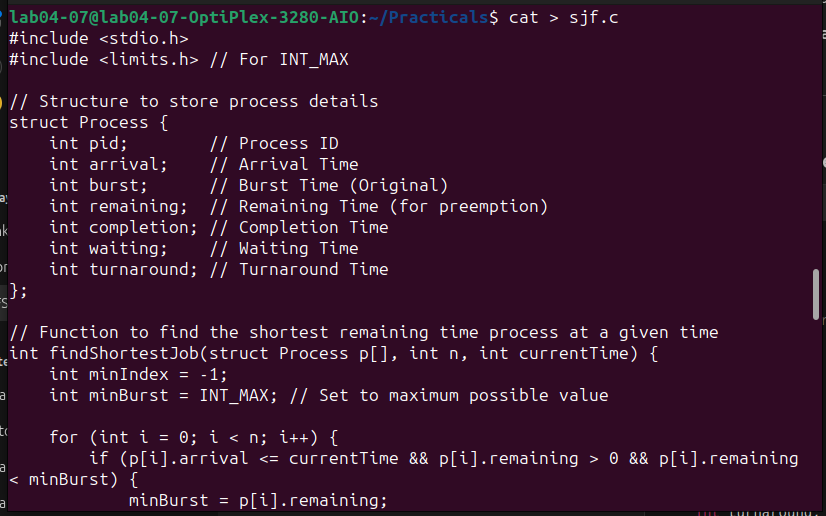 lab04-07@lab04-07-OptiPlex-3280-AIO:~/Practicals$ cat > sjf.c
#include <stdio.h>
#include <limits.h> // For INT_MAX

// Structure to store process details
struct Process {
    int pid;        // Process ID
    int arrival;    // Arrival Time
    int burst;      // Burst Time (Original)
    int remaining;  // Remaining Time (for preemption)
    int completion; // Completion Time
    int waiting;    // Waiting Time
    int turnaround; // Turnaround Time
};

// Function to find the shortest remaining time process at a given time
int findShortestJob(struct Process p[], int n, int currentTime) {
    int minIndex = -1;
    int minBurst = INT_MAX; // Set to maximum possible value

    for (int i = 0; i < n; i++) {
        if (p[i].arrival <= currentTime && p[i].remaining > 0 && p[i].remaining
< minBurst) {
            minBurst = p[i].remaining;